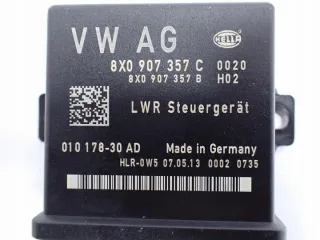 VW AG
HELLA
8X0 907 357 C 0020
8X0 907 357 B H02
LWR Steuergerät
010 178-30 AD Made in Germany
HLR-0W5 07.05.13 0002 0735